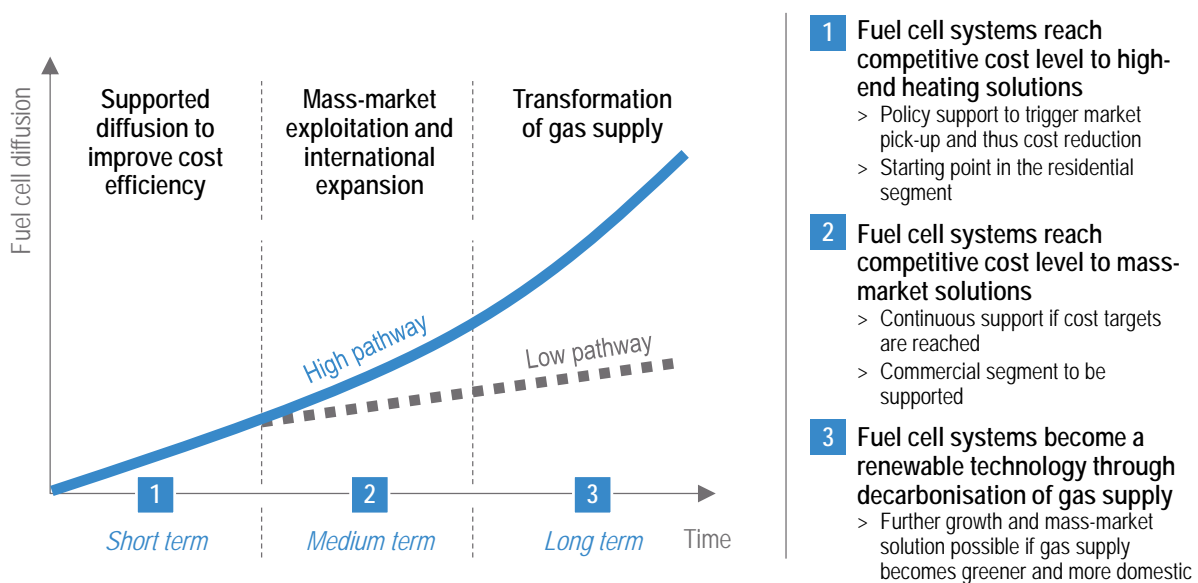 Fuel cell diffusion
Supported
diffusion to
improve cost
efficiency
Mass-market
exploitation and
international
expansion
Transformation
of gas supply
High pathway
Low pathway
1
2
3
Short term
Medium term
Long term
Time
1
Fuel cell systems reach
competitive cost level to high-
end heating solutions
> Policy support to trigger market
pick-up and thus cost reduction
> Starting point in the residential
segment
2
Fuel cell systems reach
competitive cost level to mass-
market solutions
> Continuous support if cost targets
are reached
> Commercial segment to be
supported
3
Fuel cell systems become a
renewable technology through
decarbonisation of gas supply
> Further growth and mass-market
solution possible if gas supply
becomes greener and more domestic